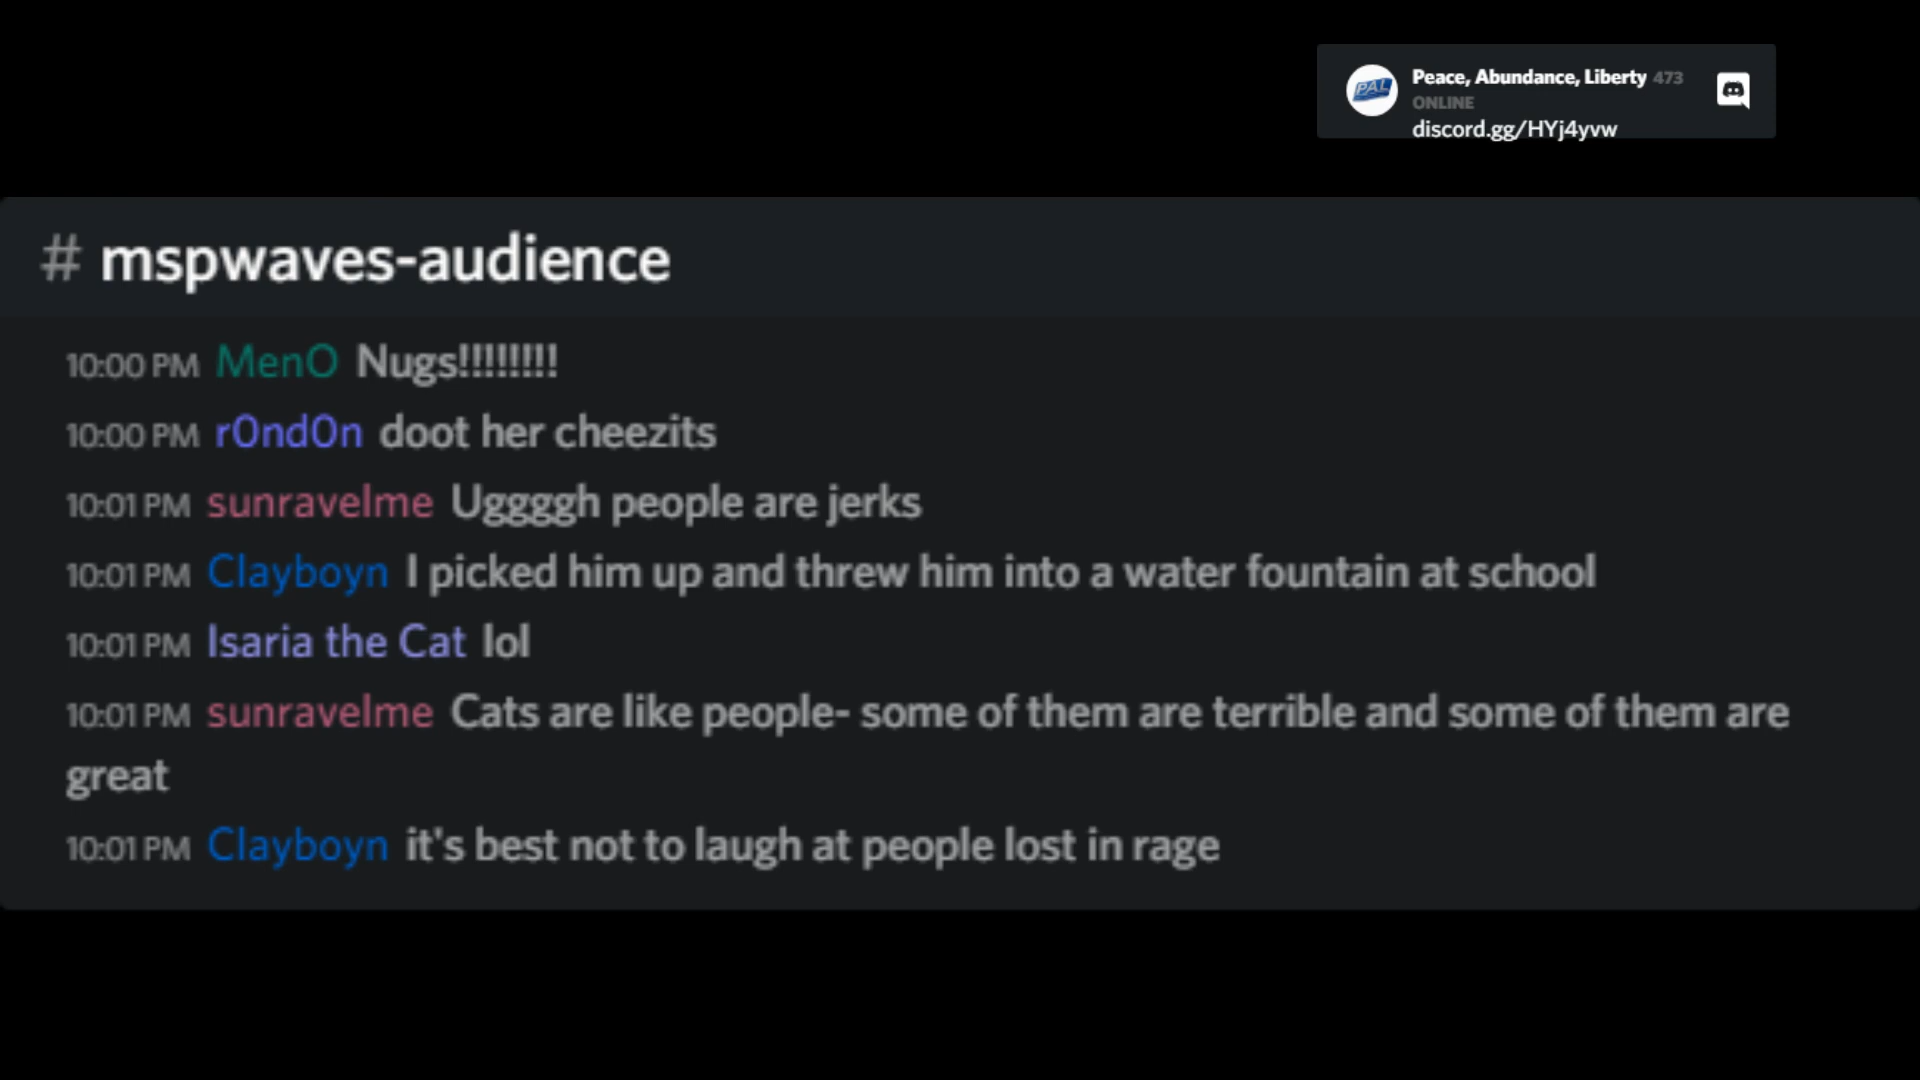 PAL
Peace, Abundance, Liberty 473
ONLINE
discord.gg/HYj4yvw
# mspwaves-audience
10:00 PM MenO Nugs!!!!!!!!
10:00 PM r0nd0n doot her cheezits
10:01 PM sunravelme Uggggh people are jerks
10:01 PM Clayboyn I picked him up and threw him into a water fountain at school
10:01 PM Isaria the Cat lol
10:01 PM sunravelme Cats are like people- some of them are terrible and some of them are
great
10:01 PM Clayboyn it's best not to laugh at people lost in rage